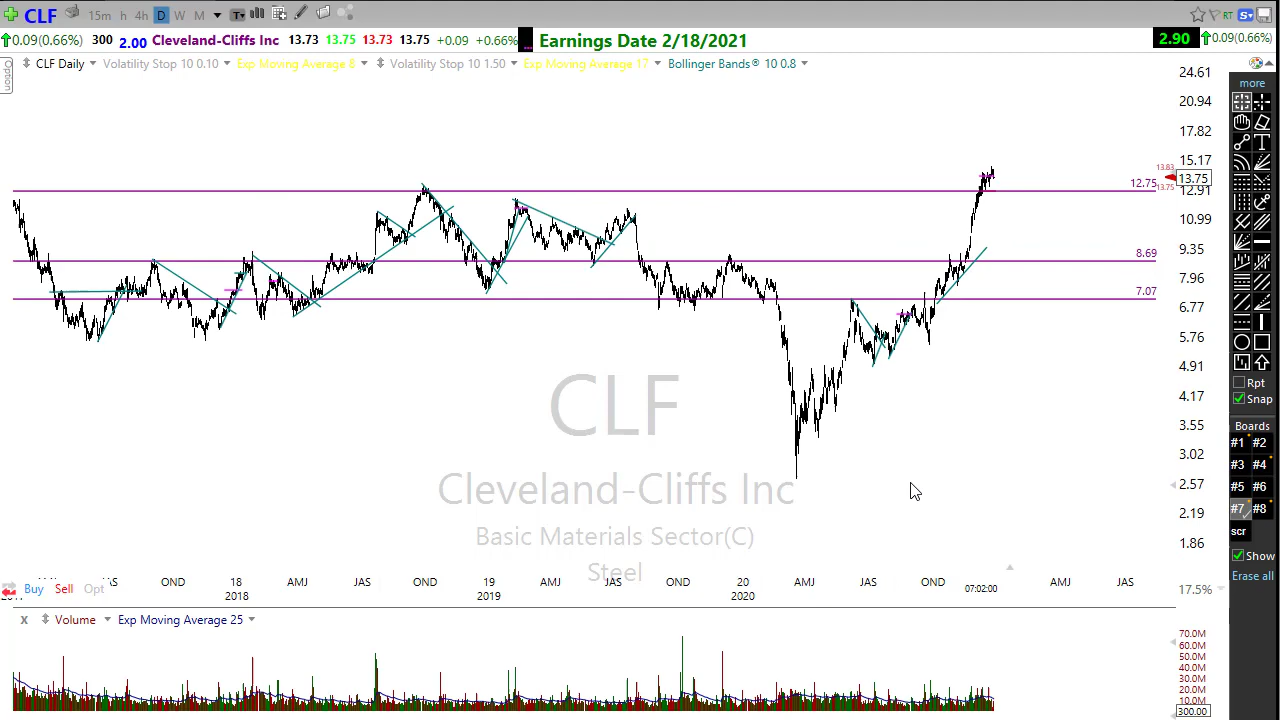 CLF 15m h 4h D W M T
0.09(0.66%) 300 2.00 Cleveland-Cliffs Inc 13.73 13.75 13.73 13.75 +0.09 +0.66% ... Earnings Date 2/18/2021 2.90 0.09(0.66%)
RT S
Option
CLF Daily Volatility Stop 10 0.10 Exp Moving Average 8 Volatility Stop 10 1.50 Exp Moving Average 17 Bollinger Bands® 10 0.8
24.61
20.94
17.82
15.17
13.83
13.75
13.75
12.75
12.91
10.99
9.35
8.69
7.96
7.07
6.77
5.76
4.91
4.17
3.55
3.02
2.57
2.19
1.86
CLF
Cleveland-Cliffs Inc
Basic Materials Sector(C)
Steel
JAS OND 18 AMJ JAS OND 19 AMJ JAS OND 20 AMJ JAS OND AMJ JAS
2018 2019 2020 07:02:00
Buy Sell Opt
17.5%
X Volume Exp Moving Average 25
70.0M
60.0M
50.0M
40.0M
30.0M
20.0M
10.0M
300.00
more
T
Rpt
Snap
Boards
#1 #2
#3 #4
#5 #6
#7 #8
scr
Show
Erase all